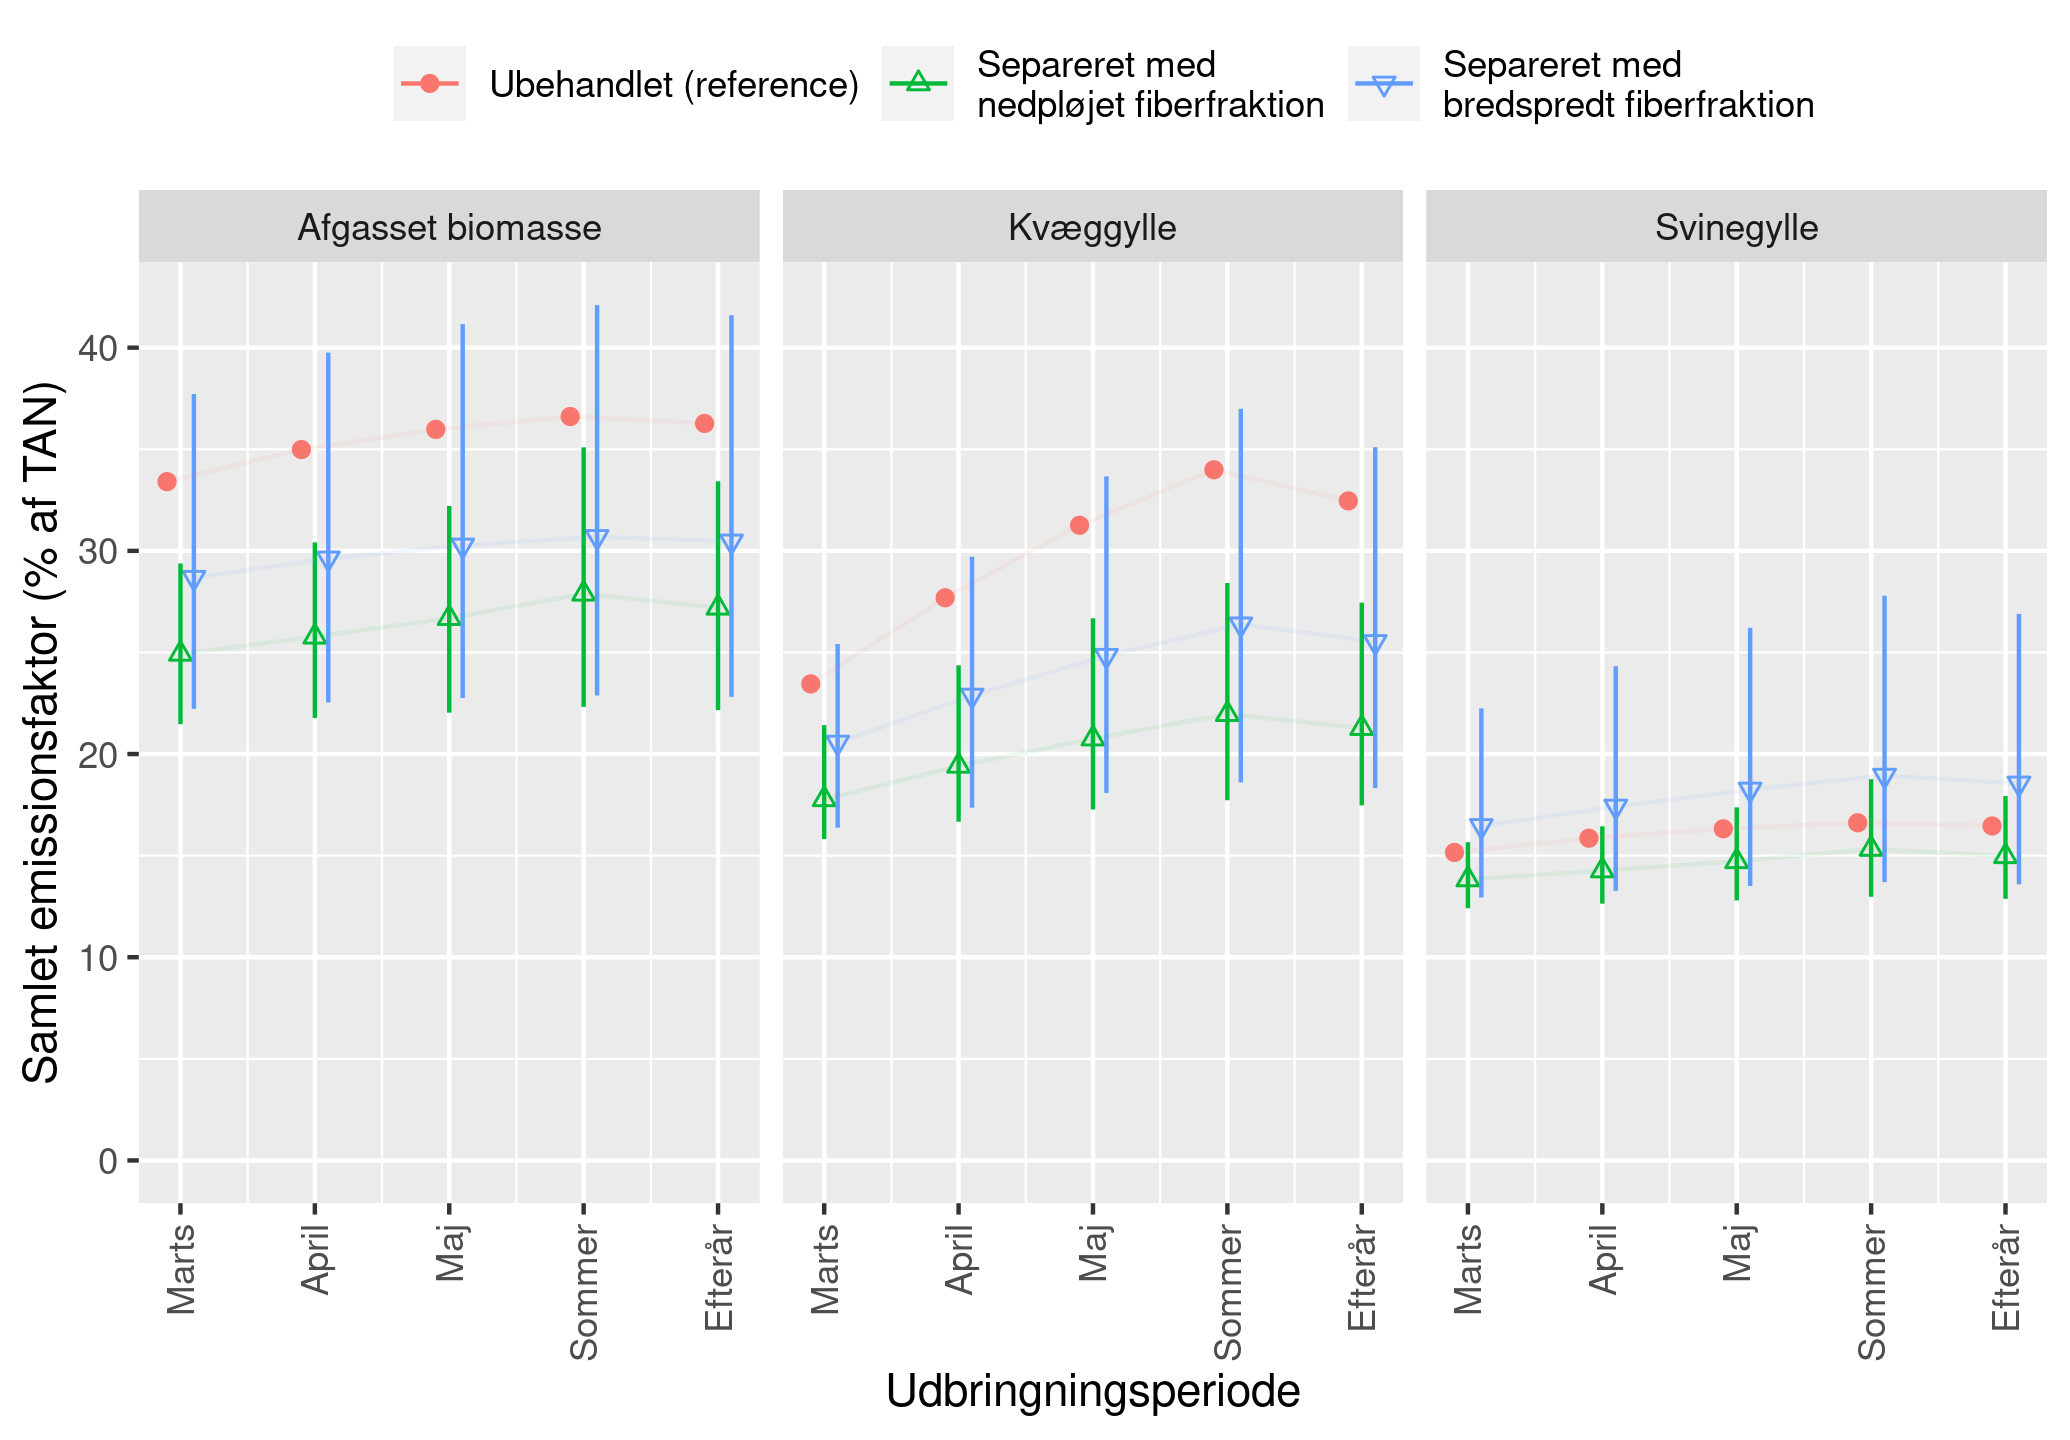 Ubehandlet (reference)
Separeret med
nedpløjet fiberfraktion
Separeret med
bredspredt fiberfraktion
Afgasset biomasse
Kvæggylle
Svinegylle
Samlet emissionsfaktor (% af TAN)
40
30
20
10
0
Marts
April
Maj
Sommer
Efterår
Marts
April
Maj
Sommer
Efterår
Marts
April
Maj
Sommer
Efterår
Udbringningsperiode